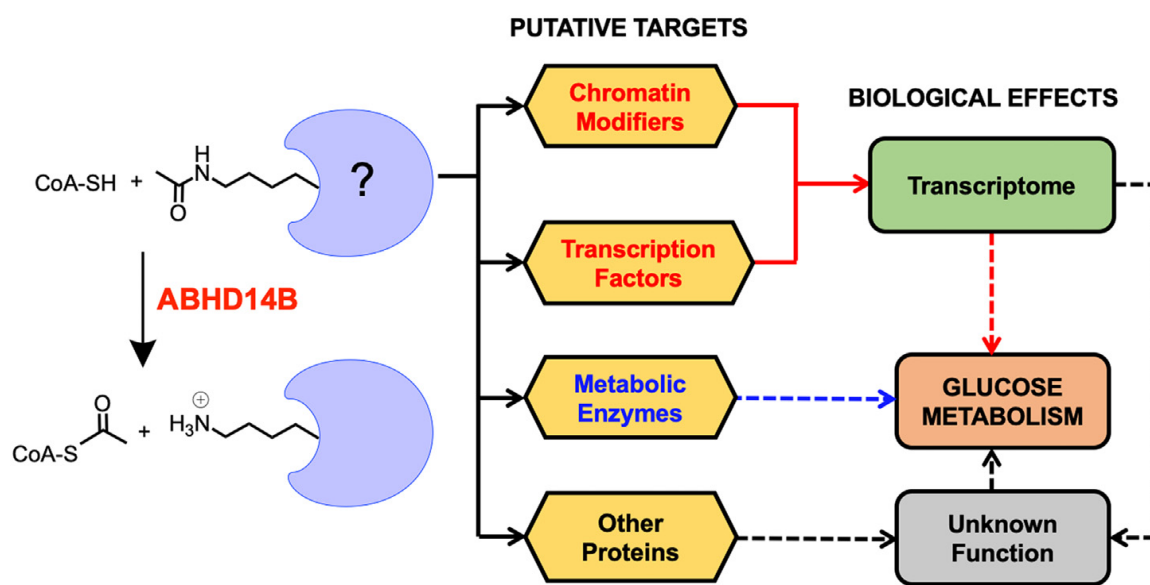 PUTATIVE TARGETS
Chromatin
Modifiers
BIOLOGICAL EFFECTS
Transcriptome
CoA-SH +
H
N
O
?
Transcription
Factors
ABHD14B
Metabolic
Enzymes
GLUCOSE
METABOLISM
O
CoA-S
+
H3N
+
Other
Proteins
Unknown
Function